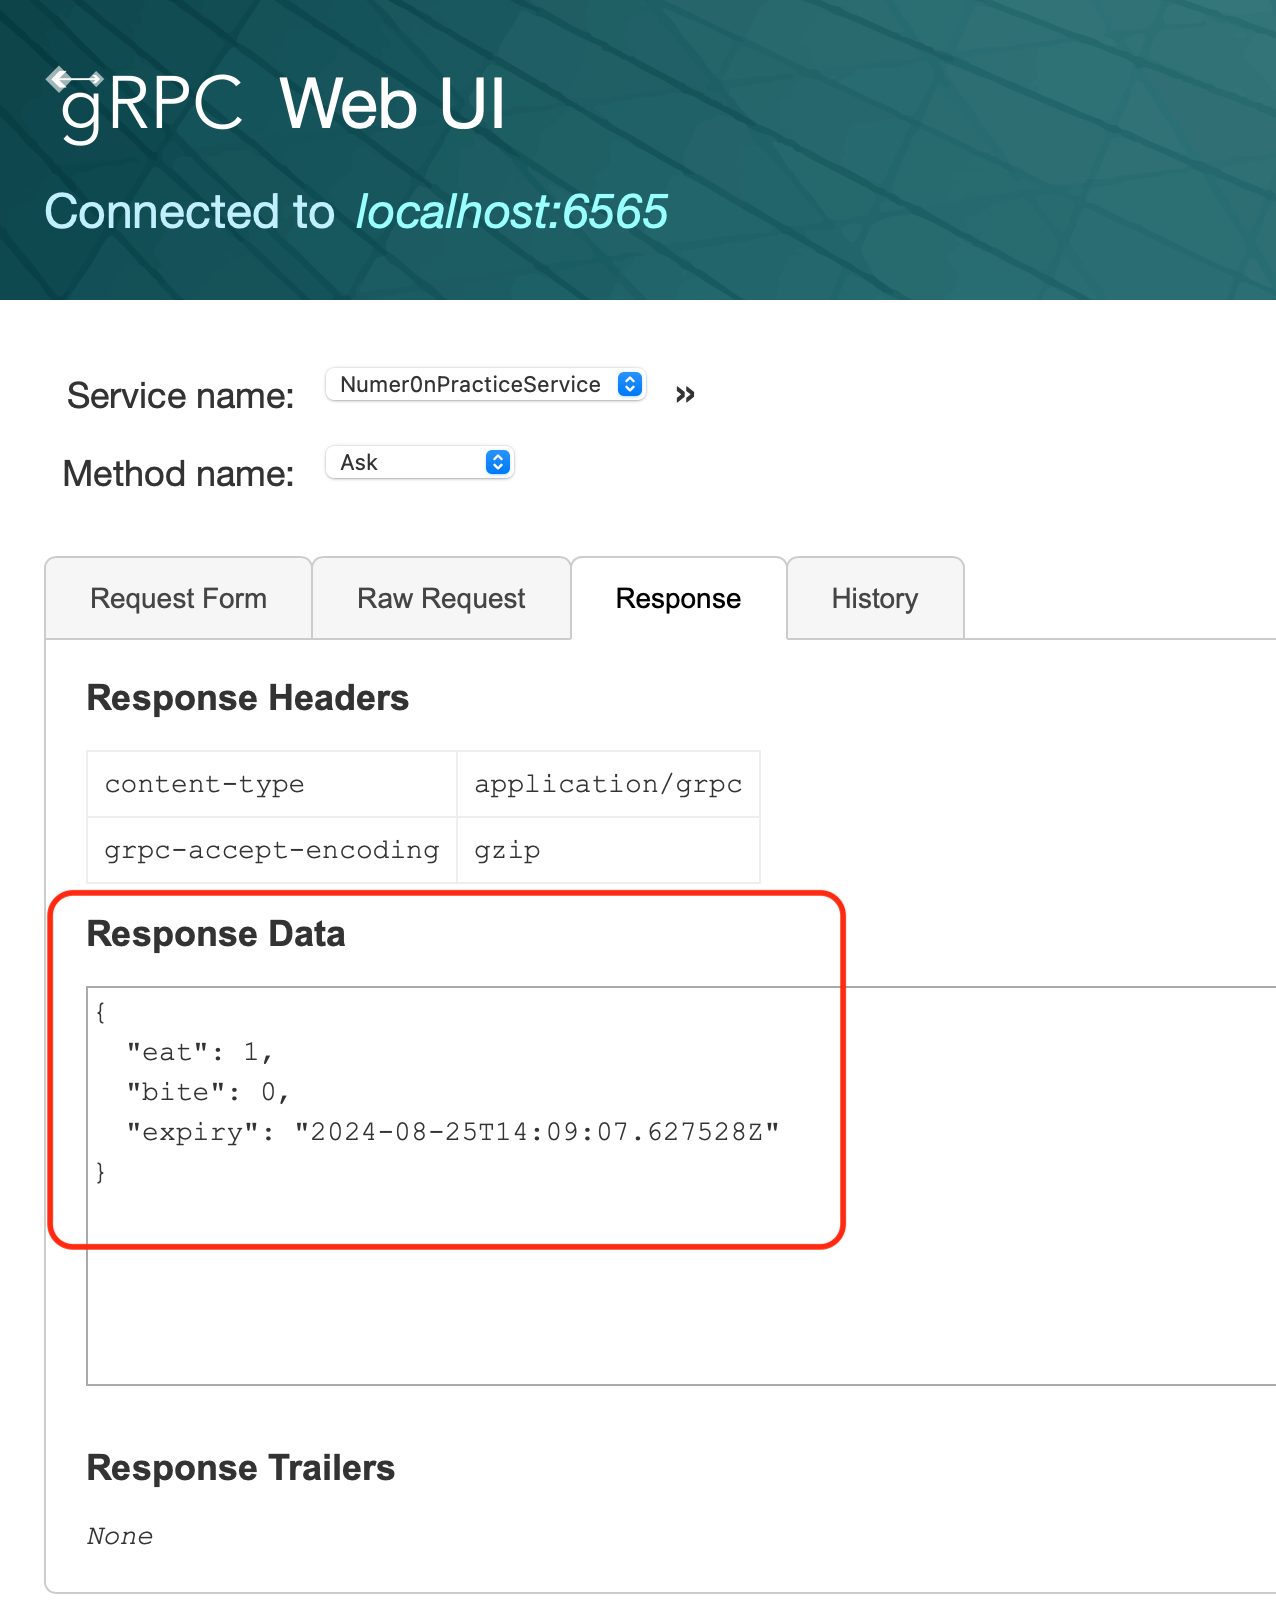 gRPC Web UI
Connected to localhost:6565
Service name: Numer0nPracticeService »
Method name: Ask
Request Form Raw Request Response History
Response Headers
content-type application/grpc
grpc-accept-encoding gzip
Response Data
{
  "eat": 1,
  "bite": 0,
  "expiry": "2024-08-25T14:09:07.627528Z"
}
Response Trailers
None